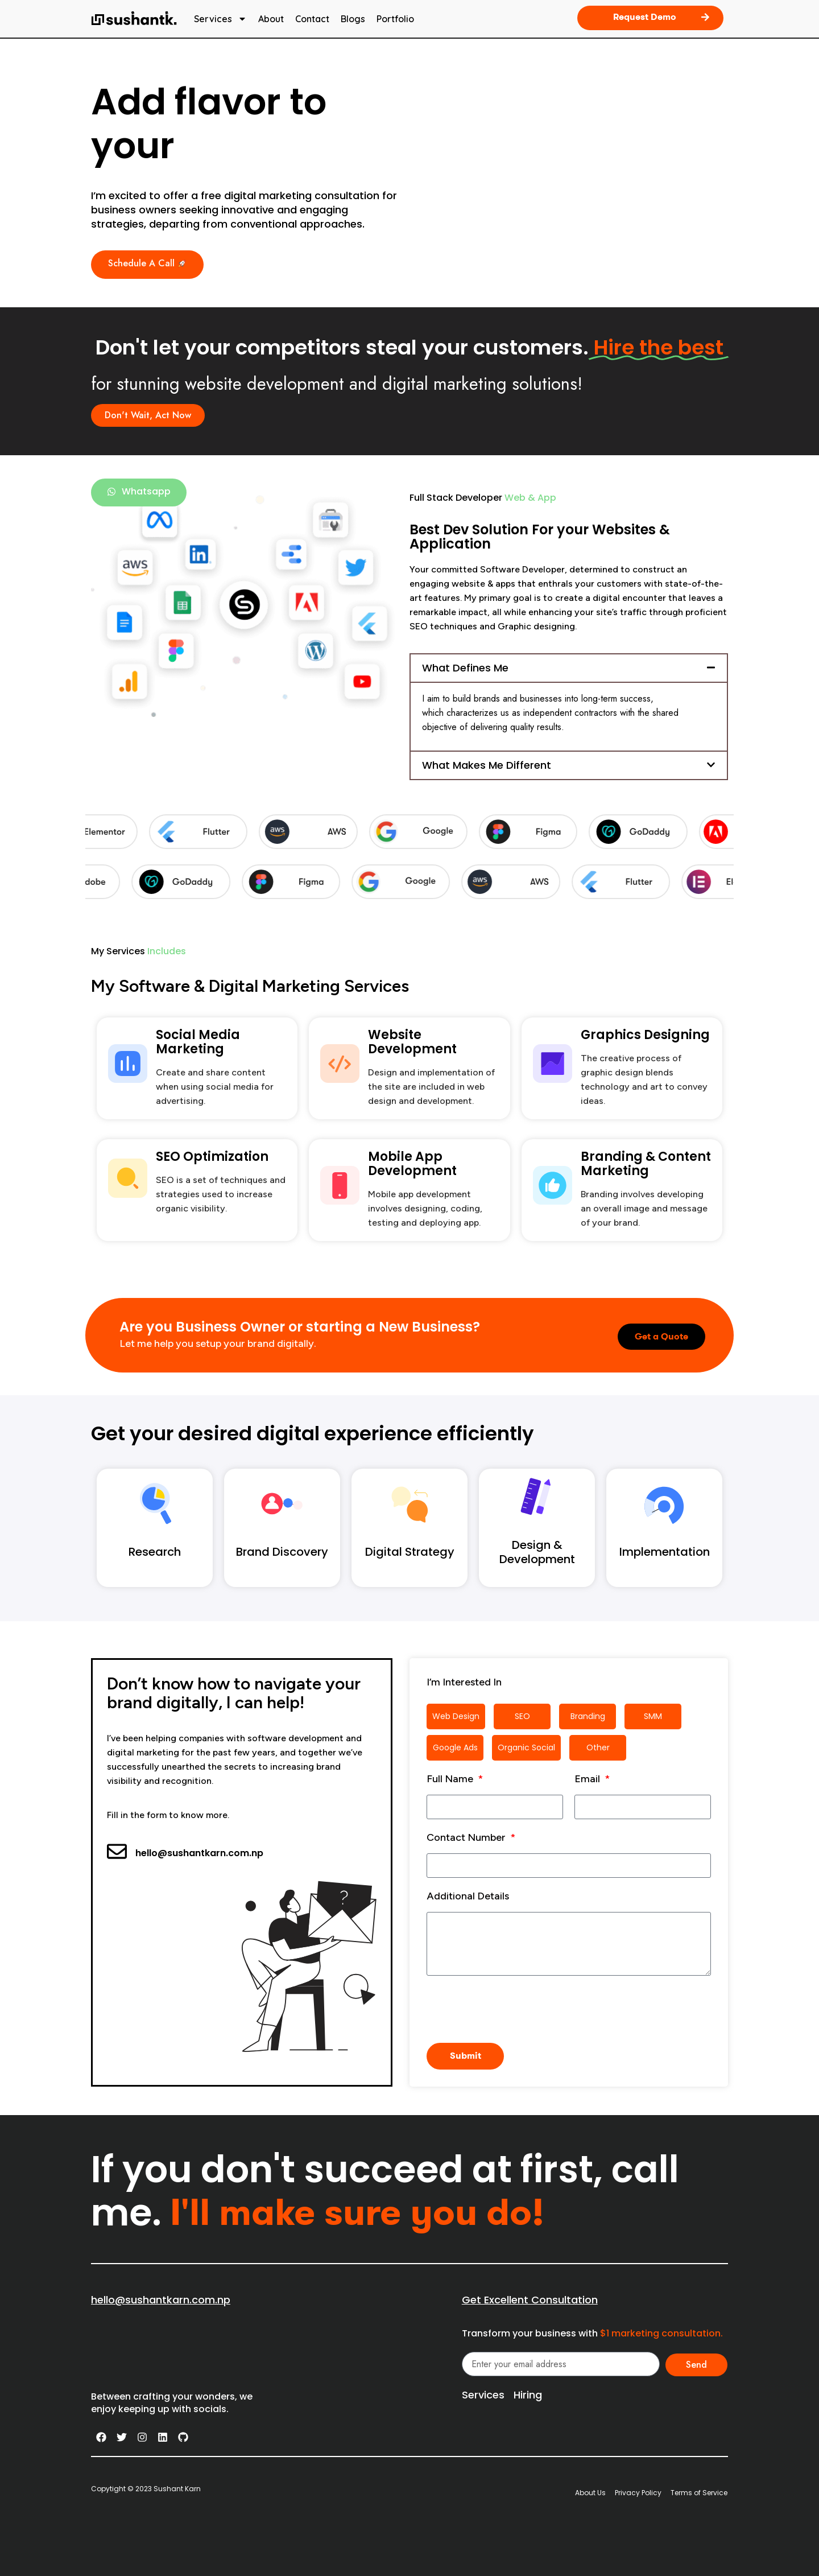 sushantk.
Services
About
Contact
Blogs
Portfolio
Request Demo
Add flavor to
your
I'm excited to offer a free digital marketing consultation for
business owners seeking innovative and engaging
strategies, departing from conventional approaches.
Schedule A Call
Don't let your competitors steal your customers. Hire the best
for stunning website development and digital marketing solutions!
Don't Wait, Act Now
Whatsapp
aws
Full Stack Developer Web & App
Best Dev Solution For your Websites &
Application
Your committed Software Developer, determined to construct an
engaging website & apps that enthrals your customers with state-of-the-
art features. My primary goal is to create a digital encounter that leaves a
remarkable impact, all while enhancing your site's traffic through proficient
SEO techniques and Graphic designing.
What Defines Me
I aim to build brands and businesses into long-term success,
which characterizes us as independent contractors with the shared
objective of delivering quality results.
What Makes Me Different
Elementor
Flutter
aws
AWS
Google
Figma
GoDaddy
dobe
GoDaddy
Figma
Google
aws
AWS
Flutter
El
My Services Includes
My Software & Digital Marketing Services
Social Media
Marketing
Create and share content
when using social media for
advertising.
Website
Development
Design and implementation of
the site are included in web
design and development.
Graphics Designing
The creative process of
graphic design blends
technology and art to convey
ideas.
SEO Optimization
SEO is a set of techniques and
strategies used to increase
organic visibility.
Mobile App
Development
Mobile app development
involves designing, coding,
testing and deploying app.
Branding & Content
Marketing
Branding involves developing
an overall image and message
of your brand.
Are you Business Owner or starting a New Business?
Let me help you setup your brand digitally.
Get a Quote
Get your desired digital experience efficiently
Research
Brand Discovery
Digital Strategy
Design &
Development
Implementation
Don't know how to navigate your
brand digitally, I can help!
I've been helping companies with software development and
digital marketing for the past few years, and together we've
successfully unearthed the secrets to increasing brand
visibility and recognition.
Fill in the form to know more.
hello@sushantkarn.com.np
?
I'm Interested In
Web Design
SEO
Branding
SMM
Google Ads
Organic Social
Other
Full Name *
Email *
Contact Number *
Additional Details
Submit
If you don't succeed at first, call
me. I'll make sure you do!
hello@sushantkarn.com.np
Get Excellent Consultation
Transform your business with $1 marketing consultation.
Enter your email address
Send
Services
Hiring
Between crafting your wonders, we
enjoy keeping up with socials.
Copytight © 2023 Sushant Karn
About Us
Privacy Policy
Terms of Service